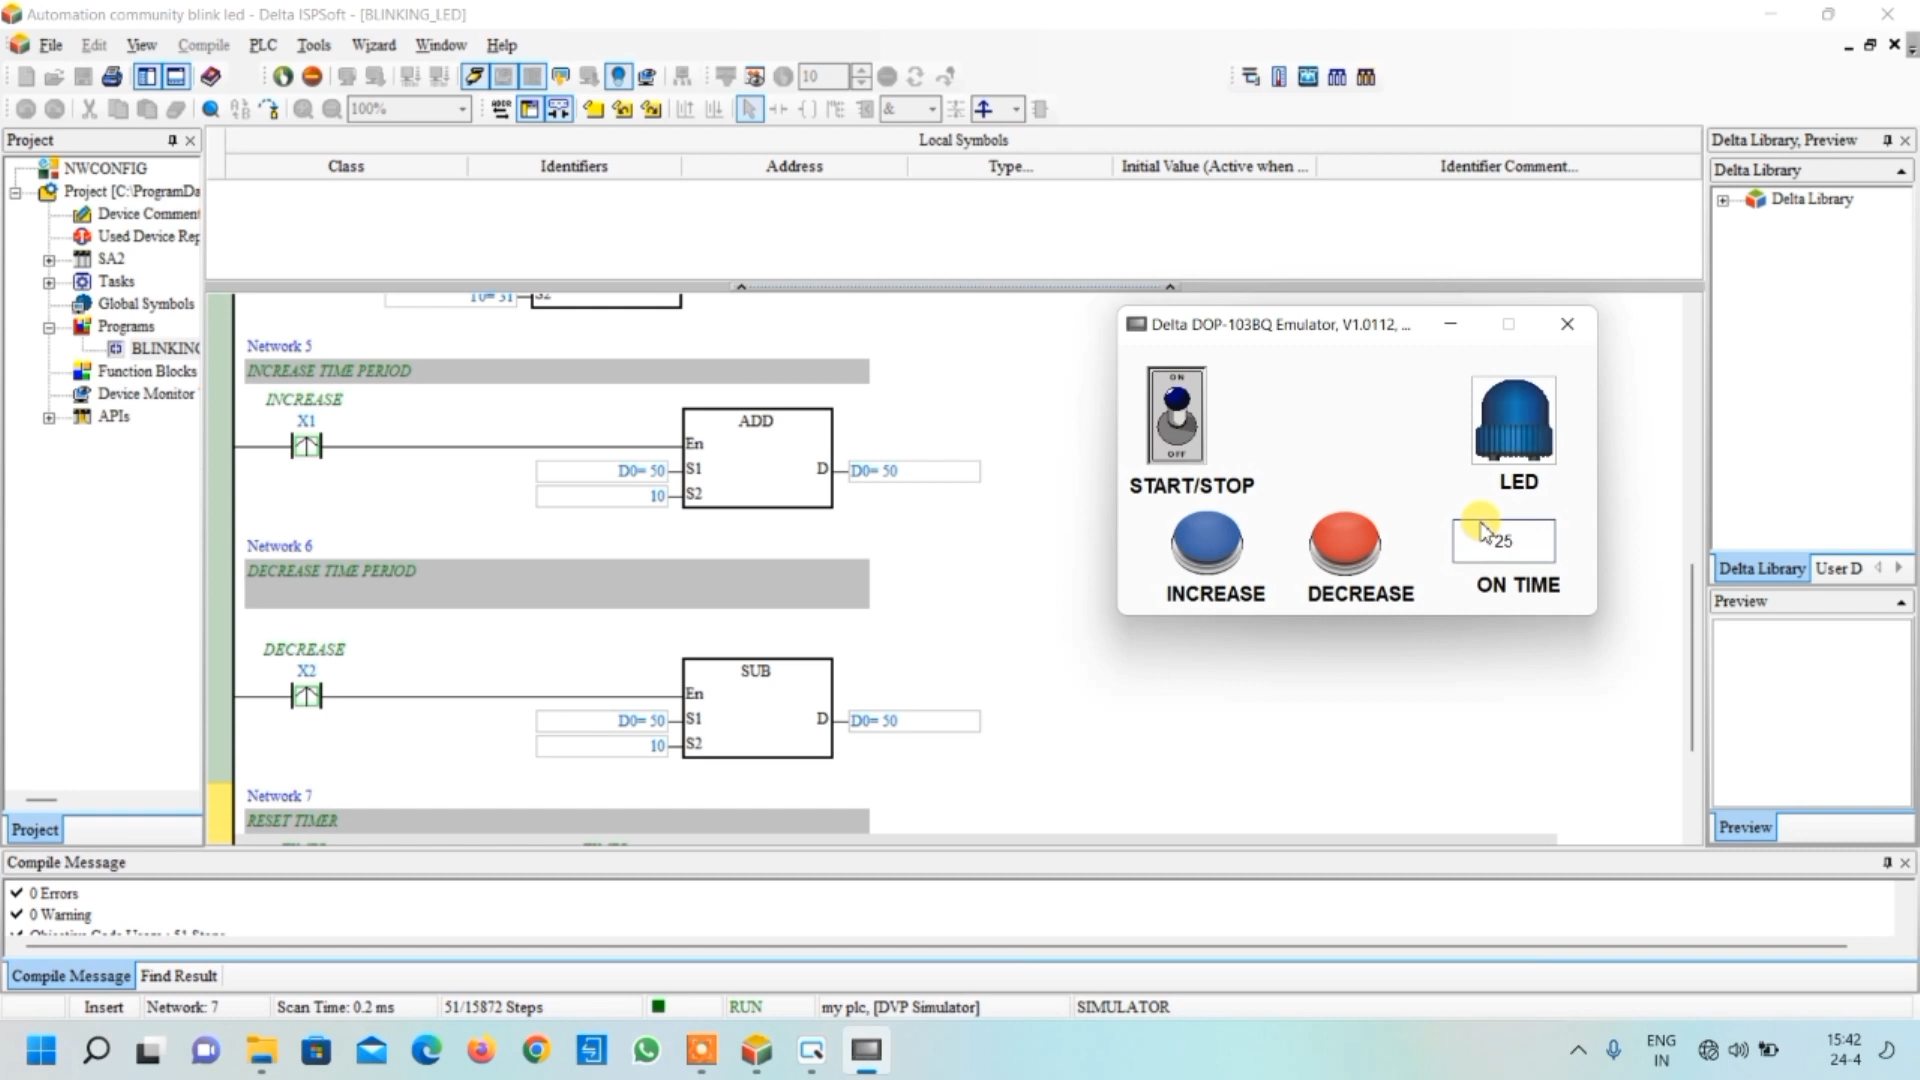 Automation community blink led - Delta ISPSoft - [BLINKING_LED]
File Edit View Compile PLC Tools Wizard Window Help
10
100%
&
Project
NWCONFIG
Project [C:\ProgramDa
Device Comment
Used Device Rep
SA2
Tasks
Global Symbols
Programs
BLINKING
Function Blocks
Device Monitor
APIs
Project
Local Symbols
Class Identifiers Address Type... Initial Value (Active when ... Identifier Comment...
T0= 31 S2
Network 5
INCREASE TIME PERIOD
INCREASE
X1
ADD
En
D0= 50 S1 D D0= 50
10 S2
Network 6
DECREASE TIME PERIOD
DECREASE
X2
SUB
En
D0= 50 S1 D D0= 50
10 S2
Network 7
RESET TIMER
Delta DOP-103BQ Emulator, V1.0112, ...
ON
OFF
START/STOP
LED
25
INCREASE
DECREASE
ON TIME
Delta Library, Preview
Delta Library
Delta Library
Delta Library User D
Preview
Preview
Compile Message
0 Errors
0 Warning
Compile Message Find Result
Insert Network: 7 Scan Time: 0.2 ms 51/15872 Steps RUN my plc, [DVP Simulator] SIMULATOR
ENG
IN
15:42
24-4